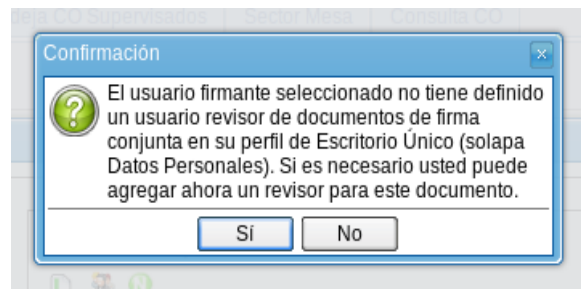 deja CO Supervisados Sector Mesa Consulta CO
Confirmación
El usuario firmante seleccionado no tiene definido
un usuario revisor de documentos de firma
conjunta en su perfil de Escritorio Único (solapa
Datos Personales). Si es necesario usted puede
agregar ahora un revisor para este documento.
Sí No